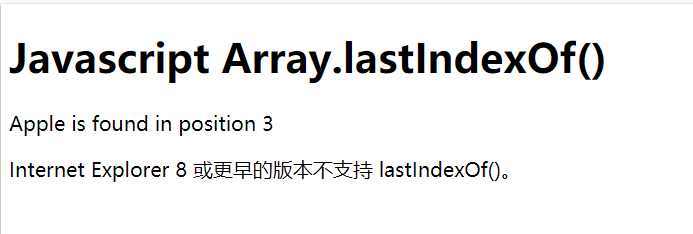 Javascript Array.lastIndexOf()
Apple is found in position 3
Internet Explorer 8 或更早的版本不支持 lastIndexOf()。